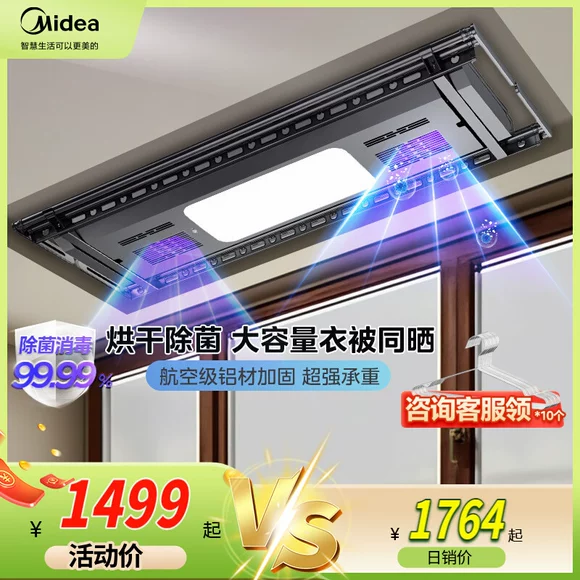 Midea
智慧生活可以更美的
除菌消毒
99.99%
烘干除菌 大容量衣被同晒
航空级铝材加固 超强承重
咨询客服领*10个
¥ 1499 起
活动价
VS
¥ 1764 起
日销价